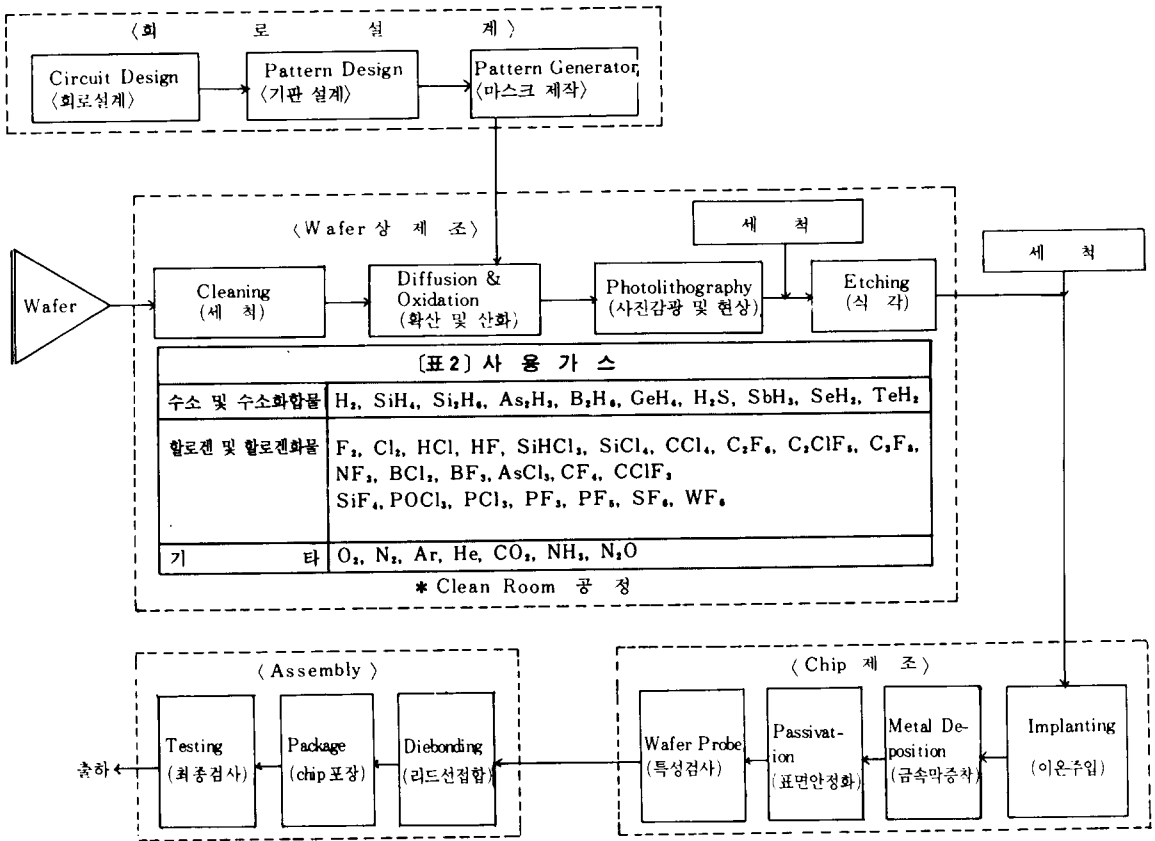 〈회 로 설 계〉
Circuit Design
〈회로설계〉
Pattern Design
〈기판 설계〉
Pattern Generator
〈마스크 제작〉
〈Wafer 상 제 조〉
세 척
세 척
Wafer
Cleaning
(세 척)
Diffusion &
Oxidation
(확산 및 산화)
Photolithography
(사진감광 및 현상)
Etching
(식 각)
〔표 2〕 사 용 가 스
수소 및 수소화합물
H₂, SiH₄, Si₂H₆, As₂H₃, B₂H₆, GeH₄, H₂S, SbH₃, SeH₂, TeH₂
할로젠 및 할로젠화물
F₂, Cl₂, HCl, HF, SiHCl₃, SiCl₄, CCl₄, C₂F₆, C₂ClF₅, C₃F₈,
NF₃, BCl₂, BF₃, AsCl₃, CF₄, CClF₃
SiF₄, POCl₃, PCl₃, PF₃, PF₅, SF₆, WF₆
기 타
O₂, N₂, Ar, He, CO₂, NH₃, N₂O
* Clean Room 공 정
〈Assembly〉
〈Chip 제 조〉
출하
Testing
(최종검사)
Package
(chip 포장)
Diebonding
(리드선접합)
Wafer Probe
(특성검사)
Passivat-
ion
(표면안정화)
Metal De-
position
(금속막증착)
Implanting
(이온주입)